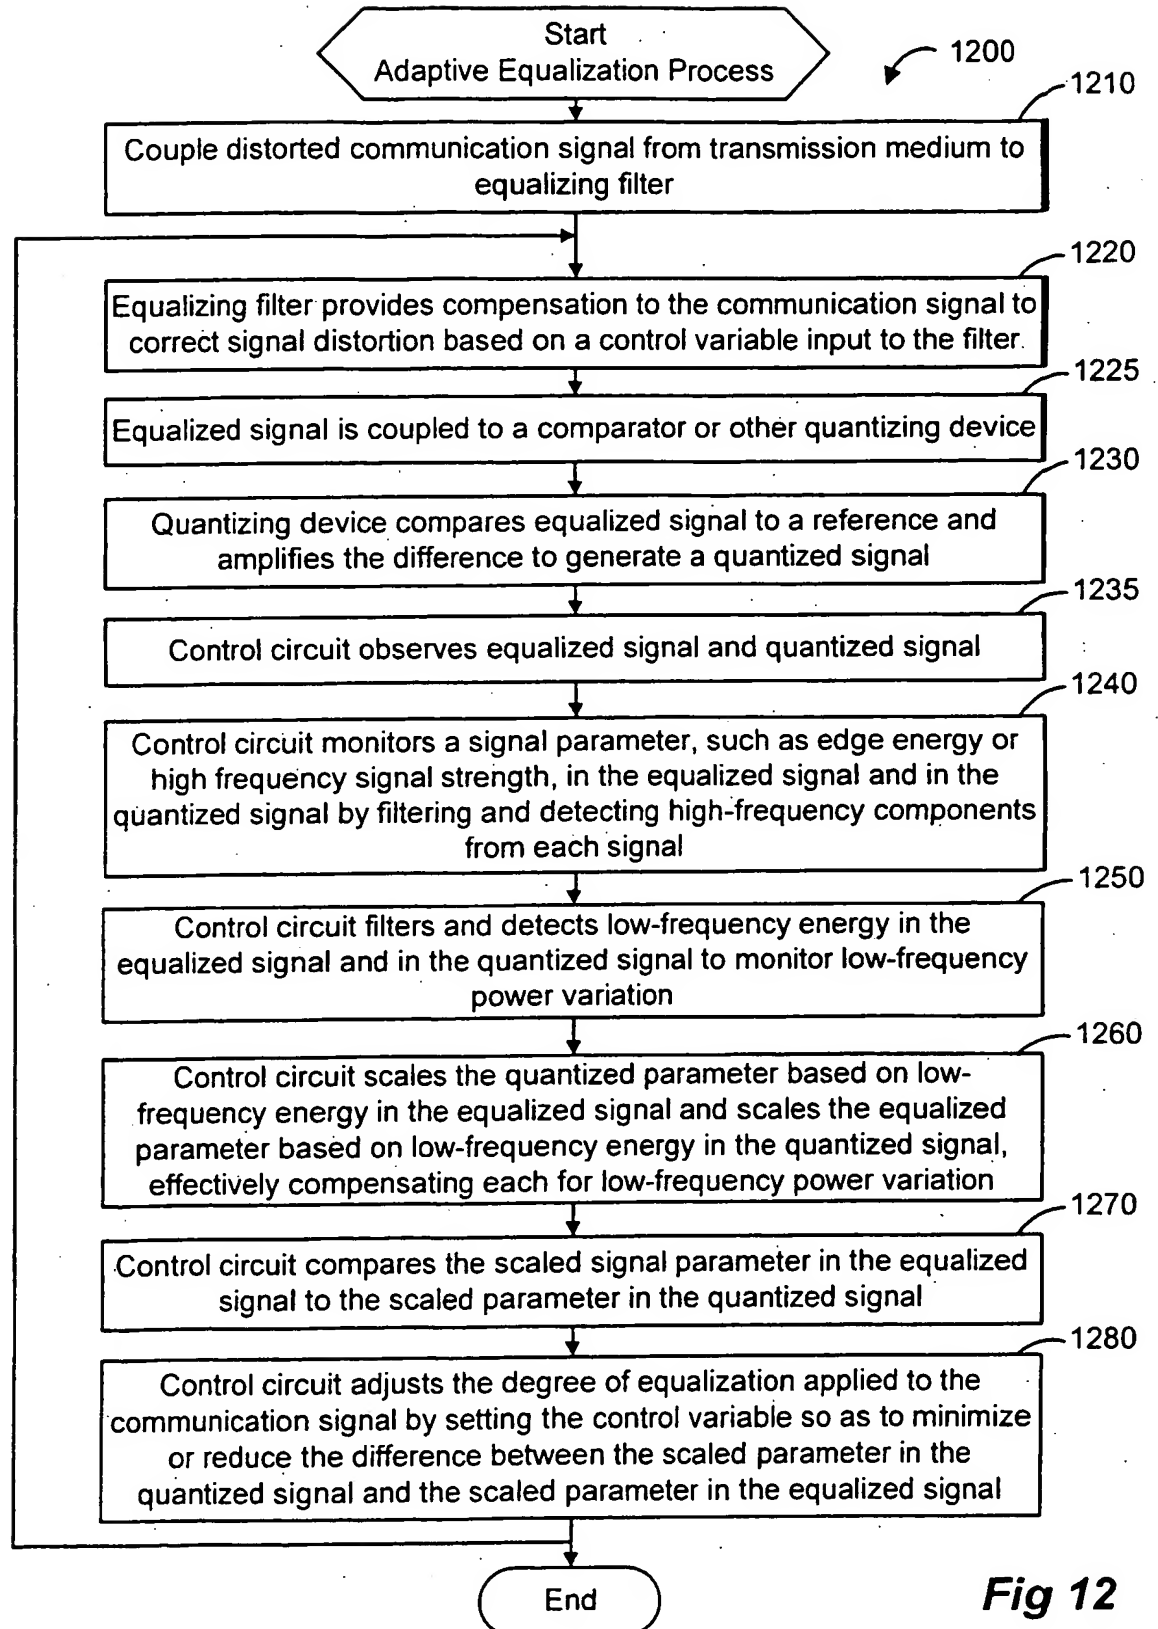 Start
Adaptive Equalization Process
1200
1210
Couple distorted communication signal from transmission medium to
equalizing filter
1220
Equalizing filter provides compensation to the communication signal to
correct signal distortion based on a control variable input to the filter.
1225
Equalized signal is coupled to a comparator or other quantizing device
1230
Quantizing device compares equalized signal to a reference and
amplifies the difference to generate a quantized signal
1235
Control circuit observes equalized signal and quantized signal
1240
Control circuit monitors a signal parameter, such as edge energy or
high frequency signal strength, in the equalized signal and in the
quantized signal by filtering and detecting high-frequency components
from each signal
1250
Control circuit filters and detects low-frequency energy in the
equalized signal and in the quantized signal to monitor low-frequency
power variation
1260
Control circuit scales the quantized parameter based on low-
frequency energy in the equalized signal and scales the equalized
parameter based on low-frequency energy in the quantized signal,
effectively compensating each for low-frequency power variation
1270
Control circuit compares the scaled signal parameter in the equalized
signal to the scaled parameter in the quantized signal
1280
Control circuit adjusts the degree of equalization applied to the
communication signal by setting the control variable so as to minimize
or reduce the difference between the scaled parameter in the
quantized signal and the scaled parameter in the equalized signal
End
Fig 12